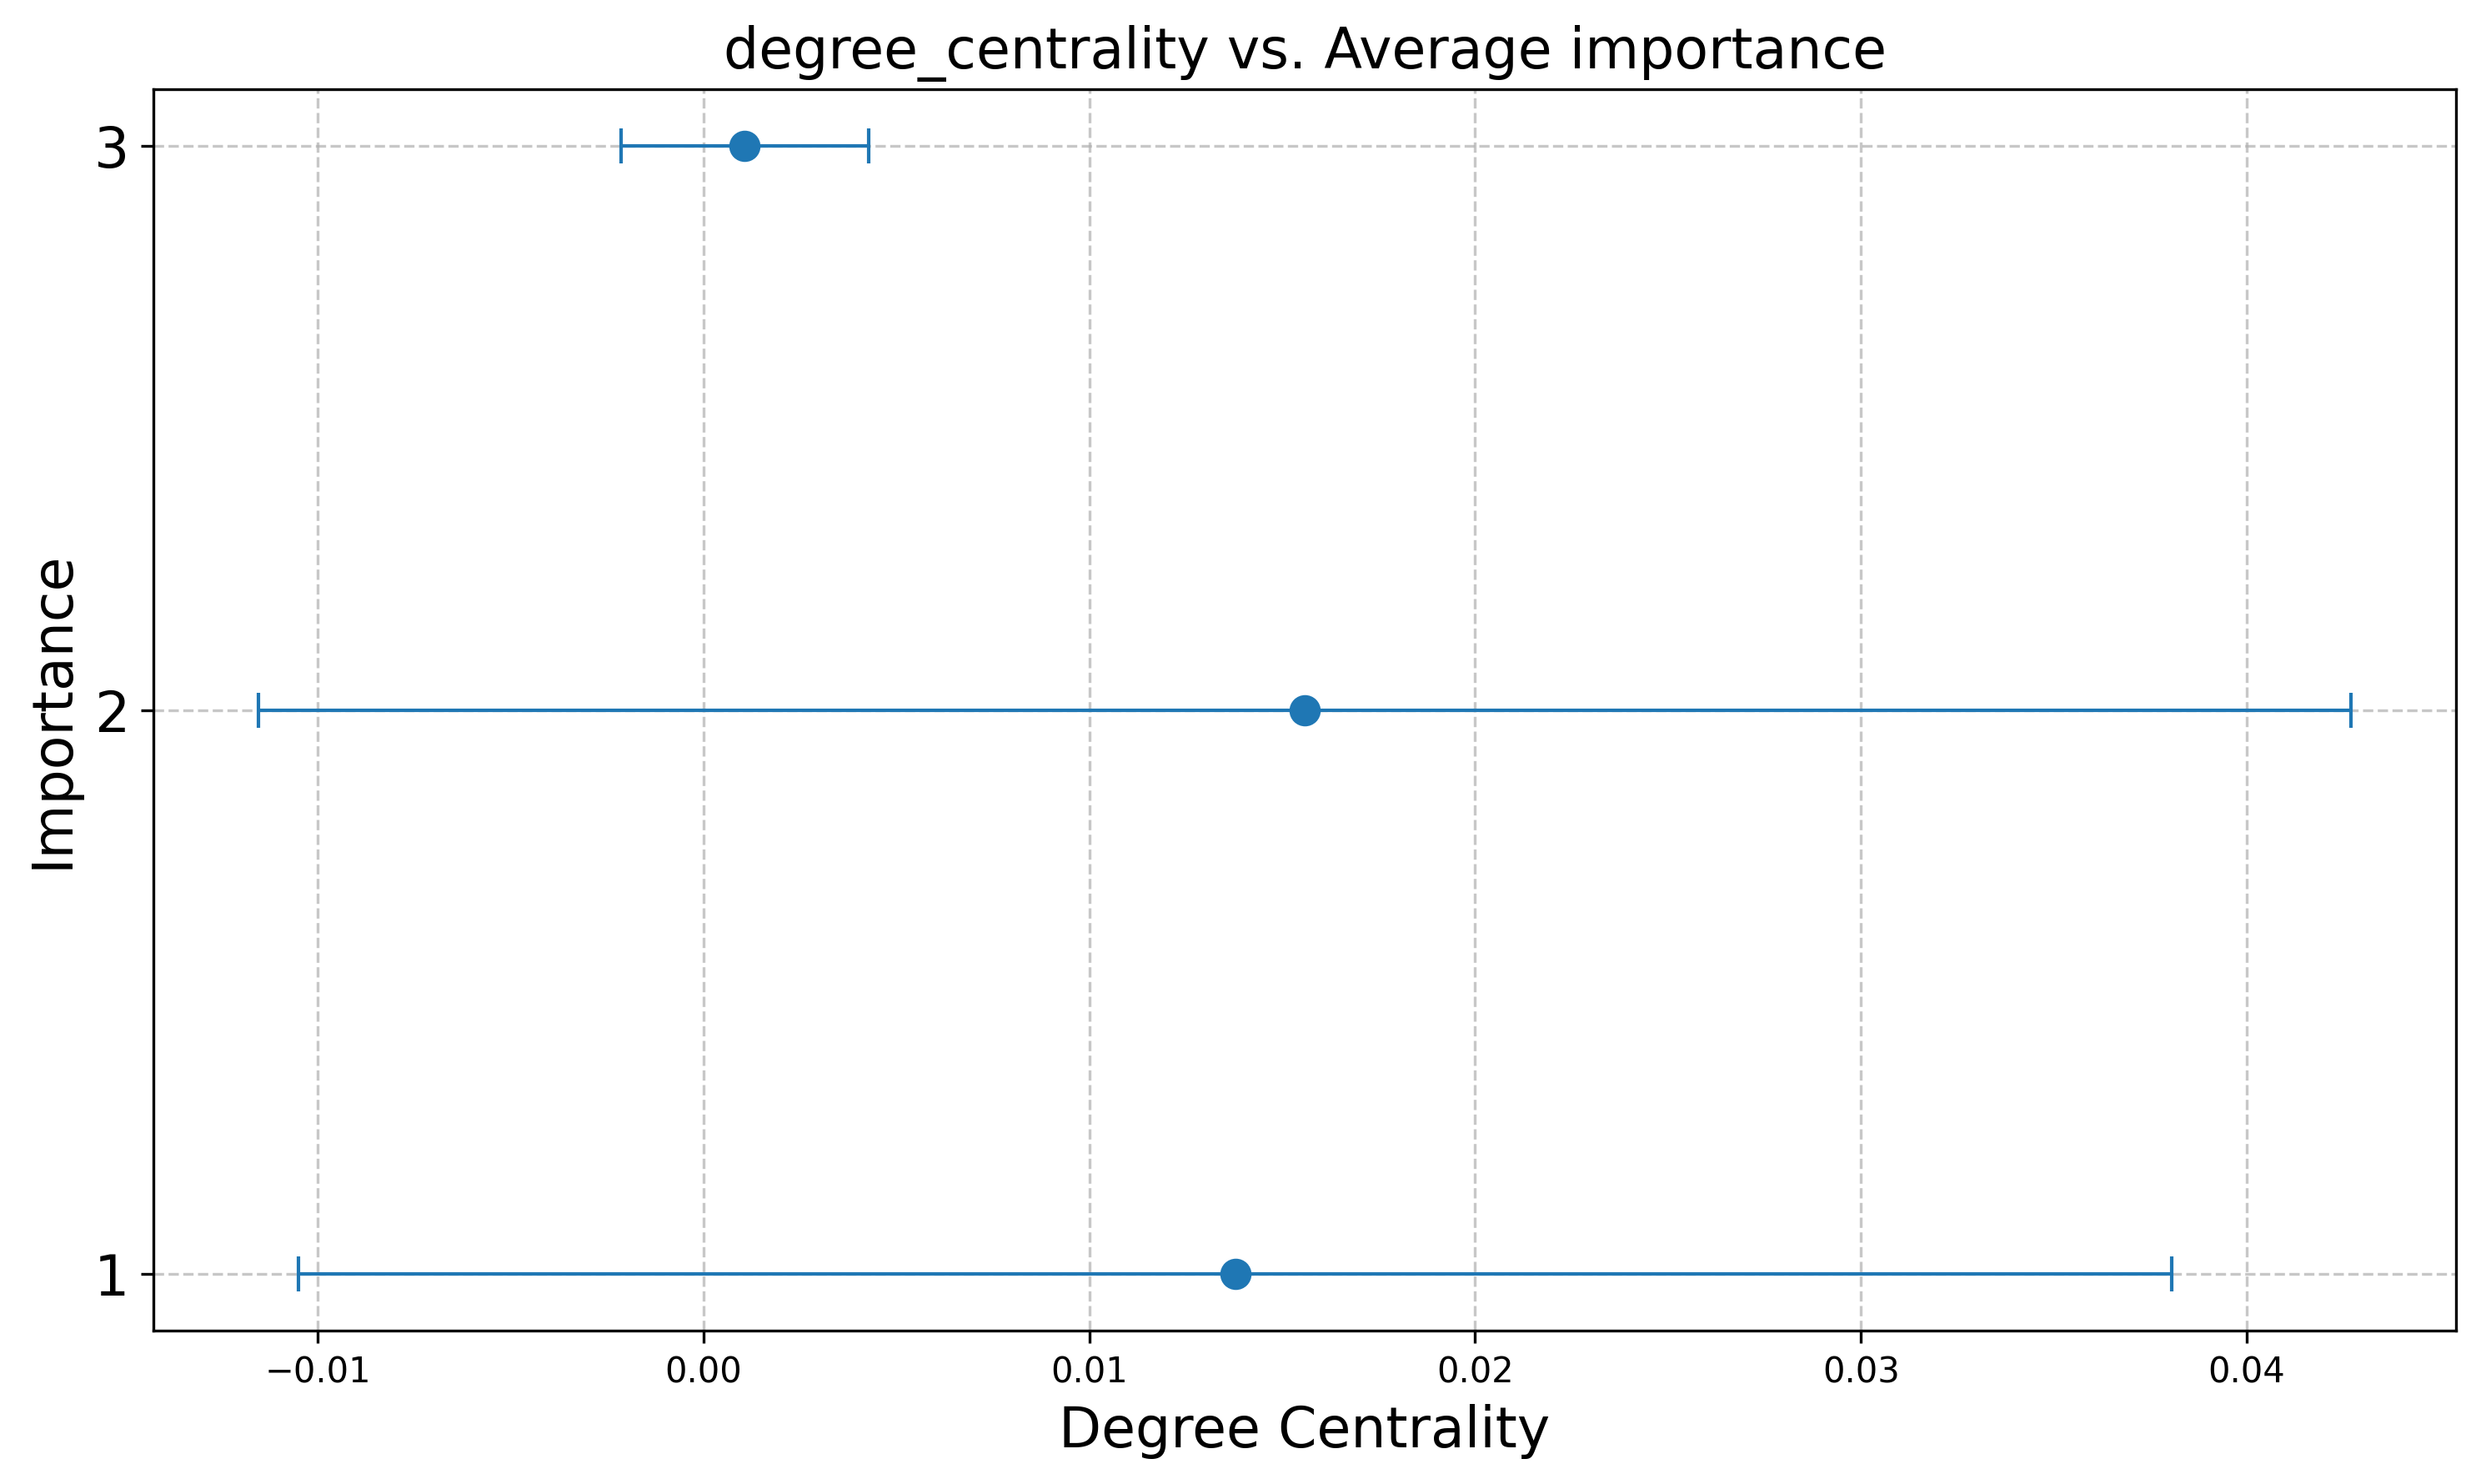 degree_centrality vs. Average importance
3
2
1
Importance
−0.01 0.00 0.01 0.02 0.03 0.04
Degree Centrality